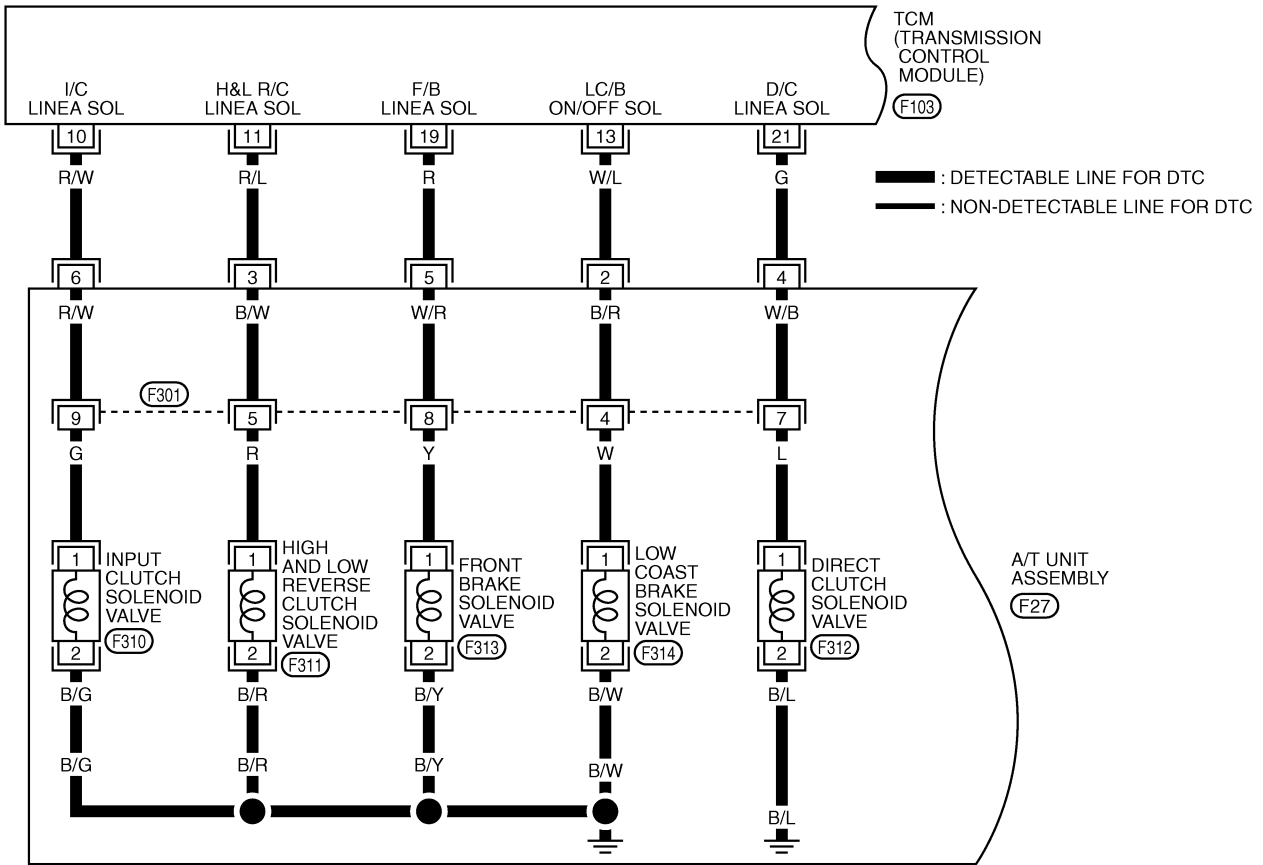 TCM
(TRANSMISSION
CONTROL
MODULE)
F103
I/C
LINEA SOL
H&L R/C
LINEA SOL
F/B
LINEA SOL
LC/B
ON/OFF SOL
D/C
LINEA SOL
10
11
19
13
21
R/W
R/L
R
W/L
G
: DETECTABLE LINE FOR DTC
: NON-DETECTABLE LINE FOR DTC
6
3
5
2
4
R/W
B/W
W/R
B/R
W/B
F301
9
5
8
4
7
G
R
Y
W
L
1
INPUT
CLUTCH
SOLENOID
VALVE
F310
2
1
HIGH
AND LOW
REVERSE
CLUTCH
SOLENOID
VALVE
F311
2
1
FRONT
BRAKE
SOLENOID
VALVE
F313
2
1
LOW
COAST
BRAKE
SOLENOID
VALVE
F314
2
1
DIRECT
CLUTCH
SOLENOID
VALVE
F312
2
A/T UNIT
ASSEMBLY
F27
B/G
B/R
B/Y
B/W
B/L
B/G
B/R
B/Y
B/W
B/L